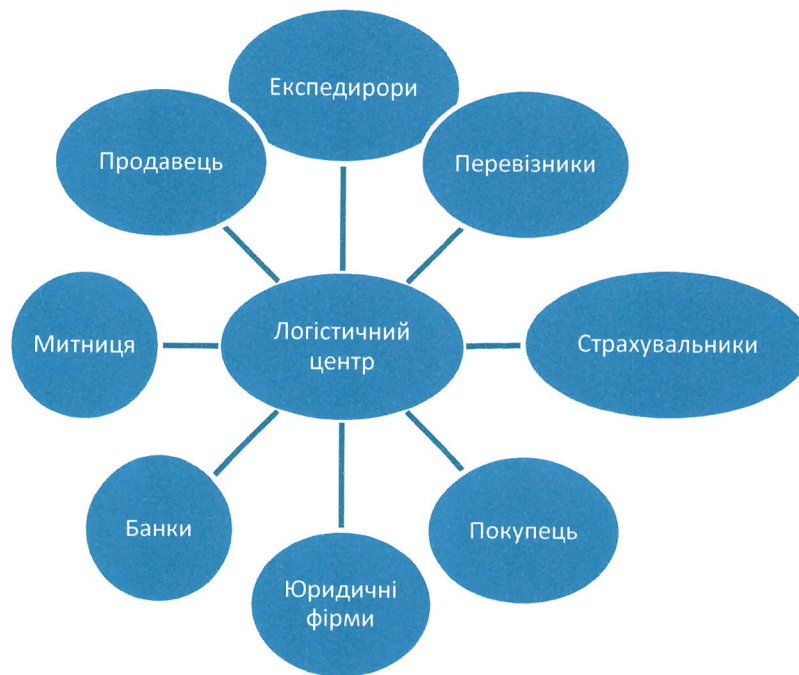 Експедирори
Продавець
Перевізники
Митниця
Логістичний
центр
Страхувальники
Банки
Покупець
Юридичні
фірми